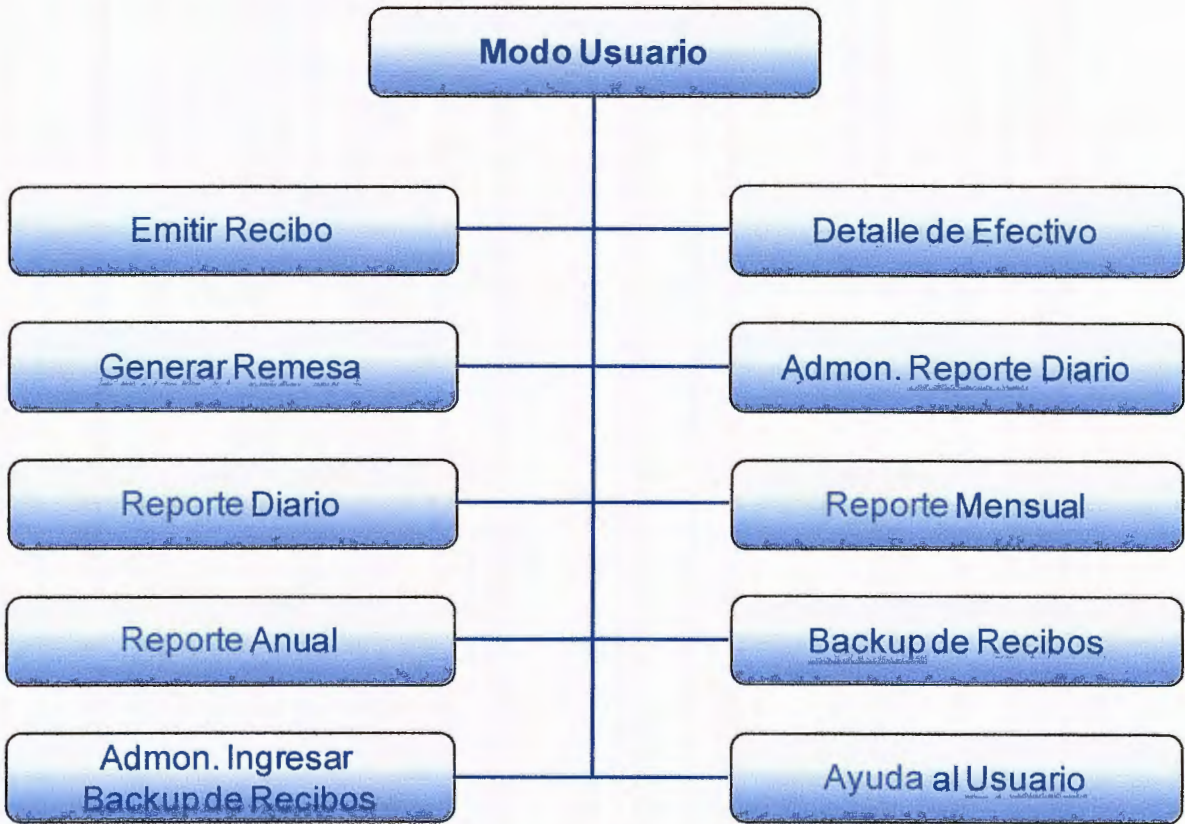 Modo Usuario
Emitir Recibo
Detalle de Efectivo
Generar Remesa
Admon. Reporte Diario
Reporte Diario
Reporte Mensual
Reporte Anual
Backup de Recibos
Admon. Ingresar
Backup de Recibos
Ayuda al Usuario